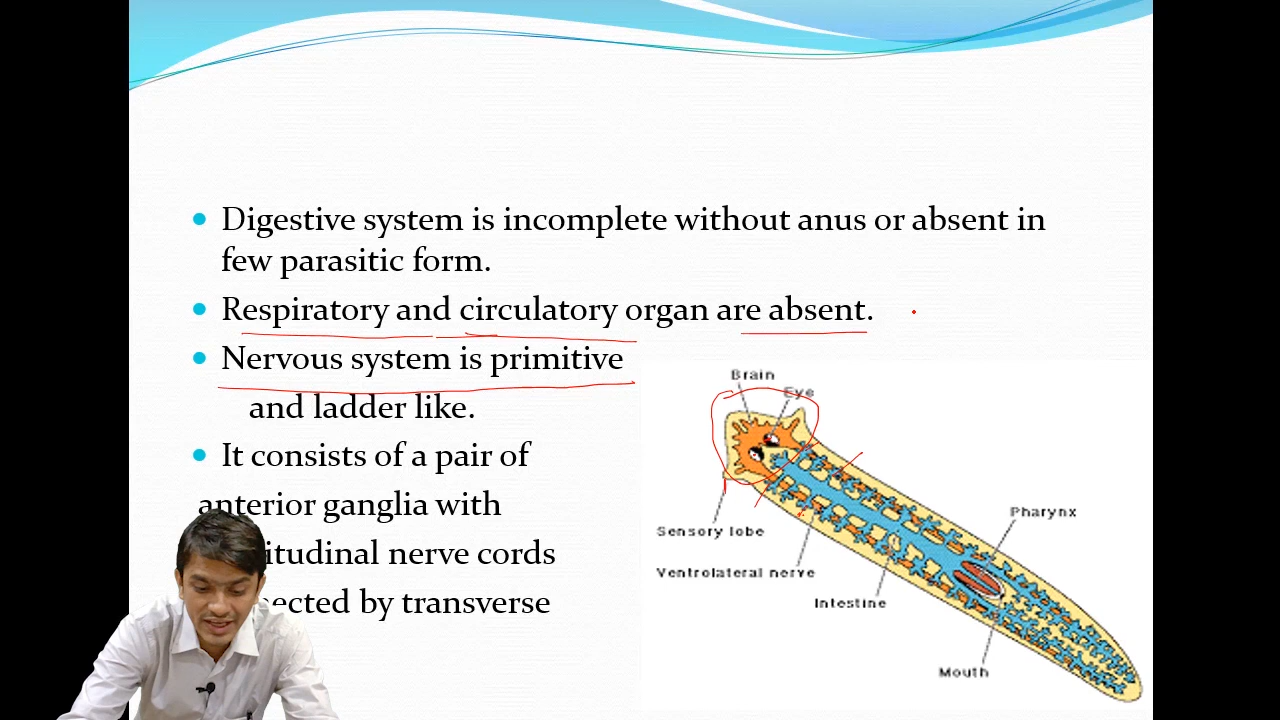 Digestive system is incomplete without anus or absent in
few parasitic form.
Respiratory and circulatory organ are absent.
Nervous system is primitive
and ladder like.
It consists of a pair of
anterior ganglia with
itudinal nerve cords
ected by transverse
Brain
Eye
Pharynx
Sensory lobe
Ventrolateral nerve
Intestine
Mouth